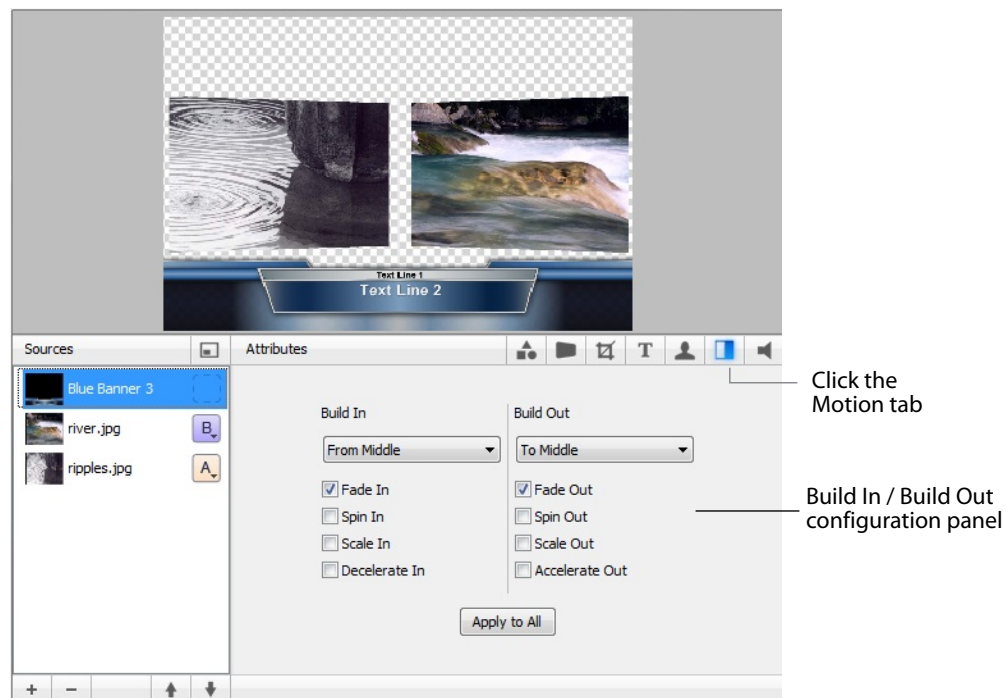 Text Line 1
Text Line 2
Sources
Attributes
T
Click the
Motion tab
Blue Banner 3
river.jpg
B
ripples.jpg
A
Build In
Build Out
From Middle
To Middle
Fade In
Fade Out
Spin In
Spin Out
Scale In
Scale Out
Decelerate In
Accelerate Out
Build In / Build Out
configuration panel
Apply to All
+ −